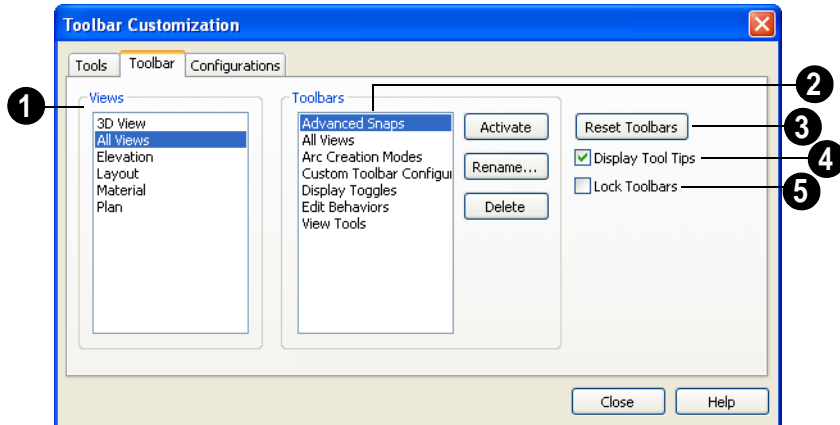 Toolbar Customization
Tools
Toolbar
Configurations
1
Views
3D View
All Views
Elevation
Layout
Material
Plan
2
Toolbars
Advanced Snaps
All Views
Arc Creation Modes
Custom Toolbar Configu
Display Toggles
Edit Behaviors
View Tools
Activate
Rename...
Delete
Reset Toolbars
3
Display Tool Tips
4
Lock Toolbars
5
Close
Help